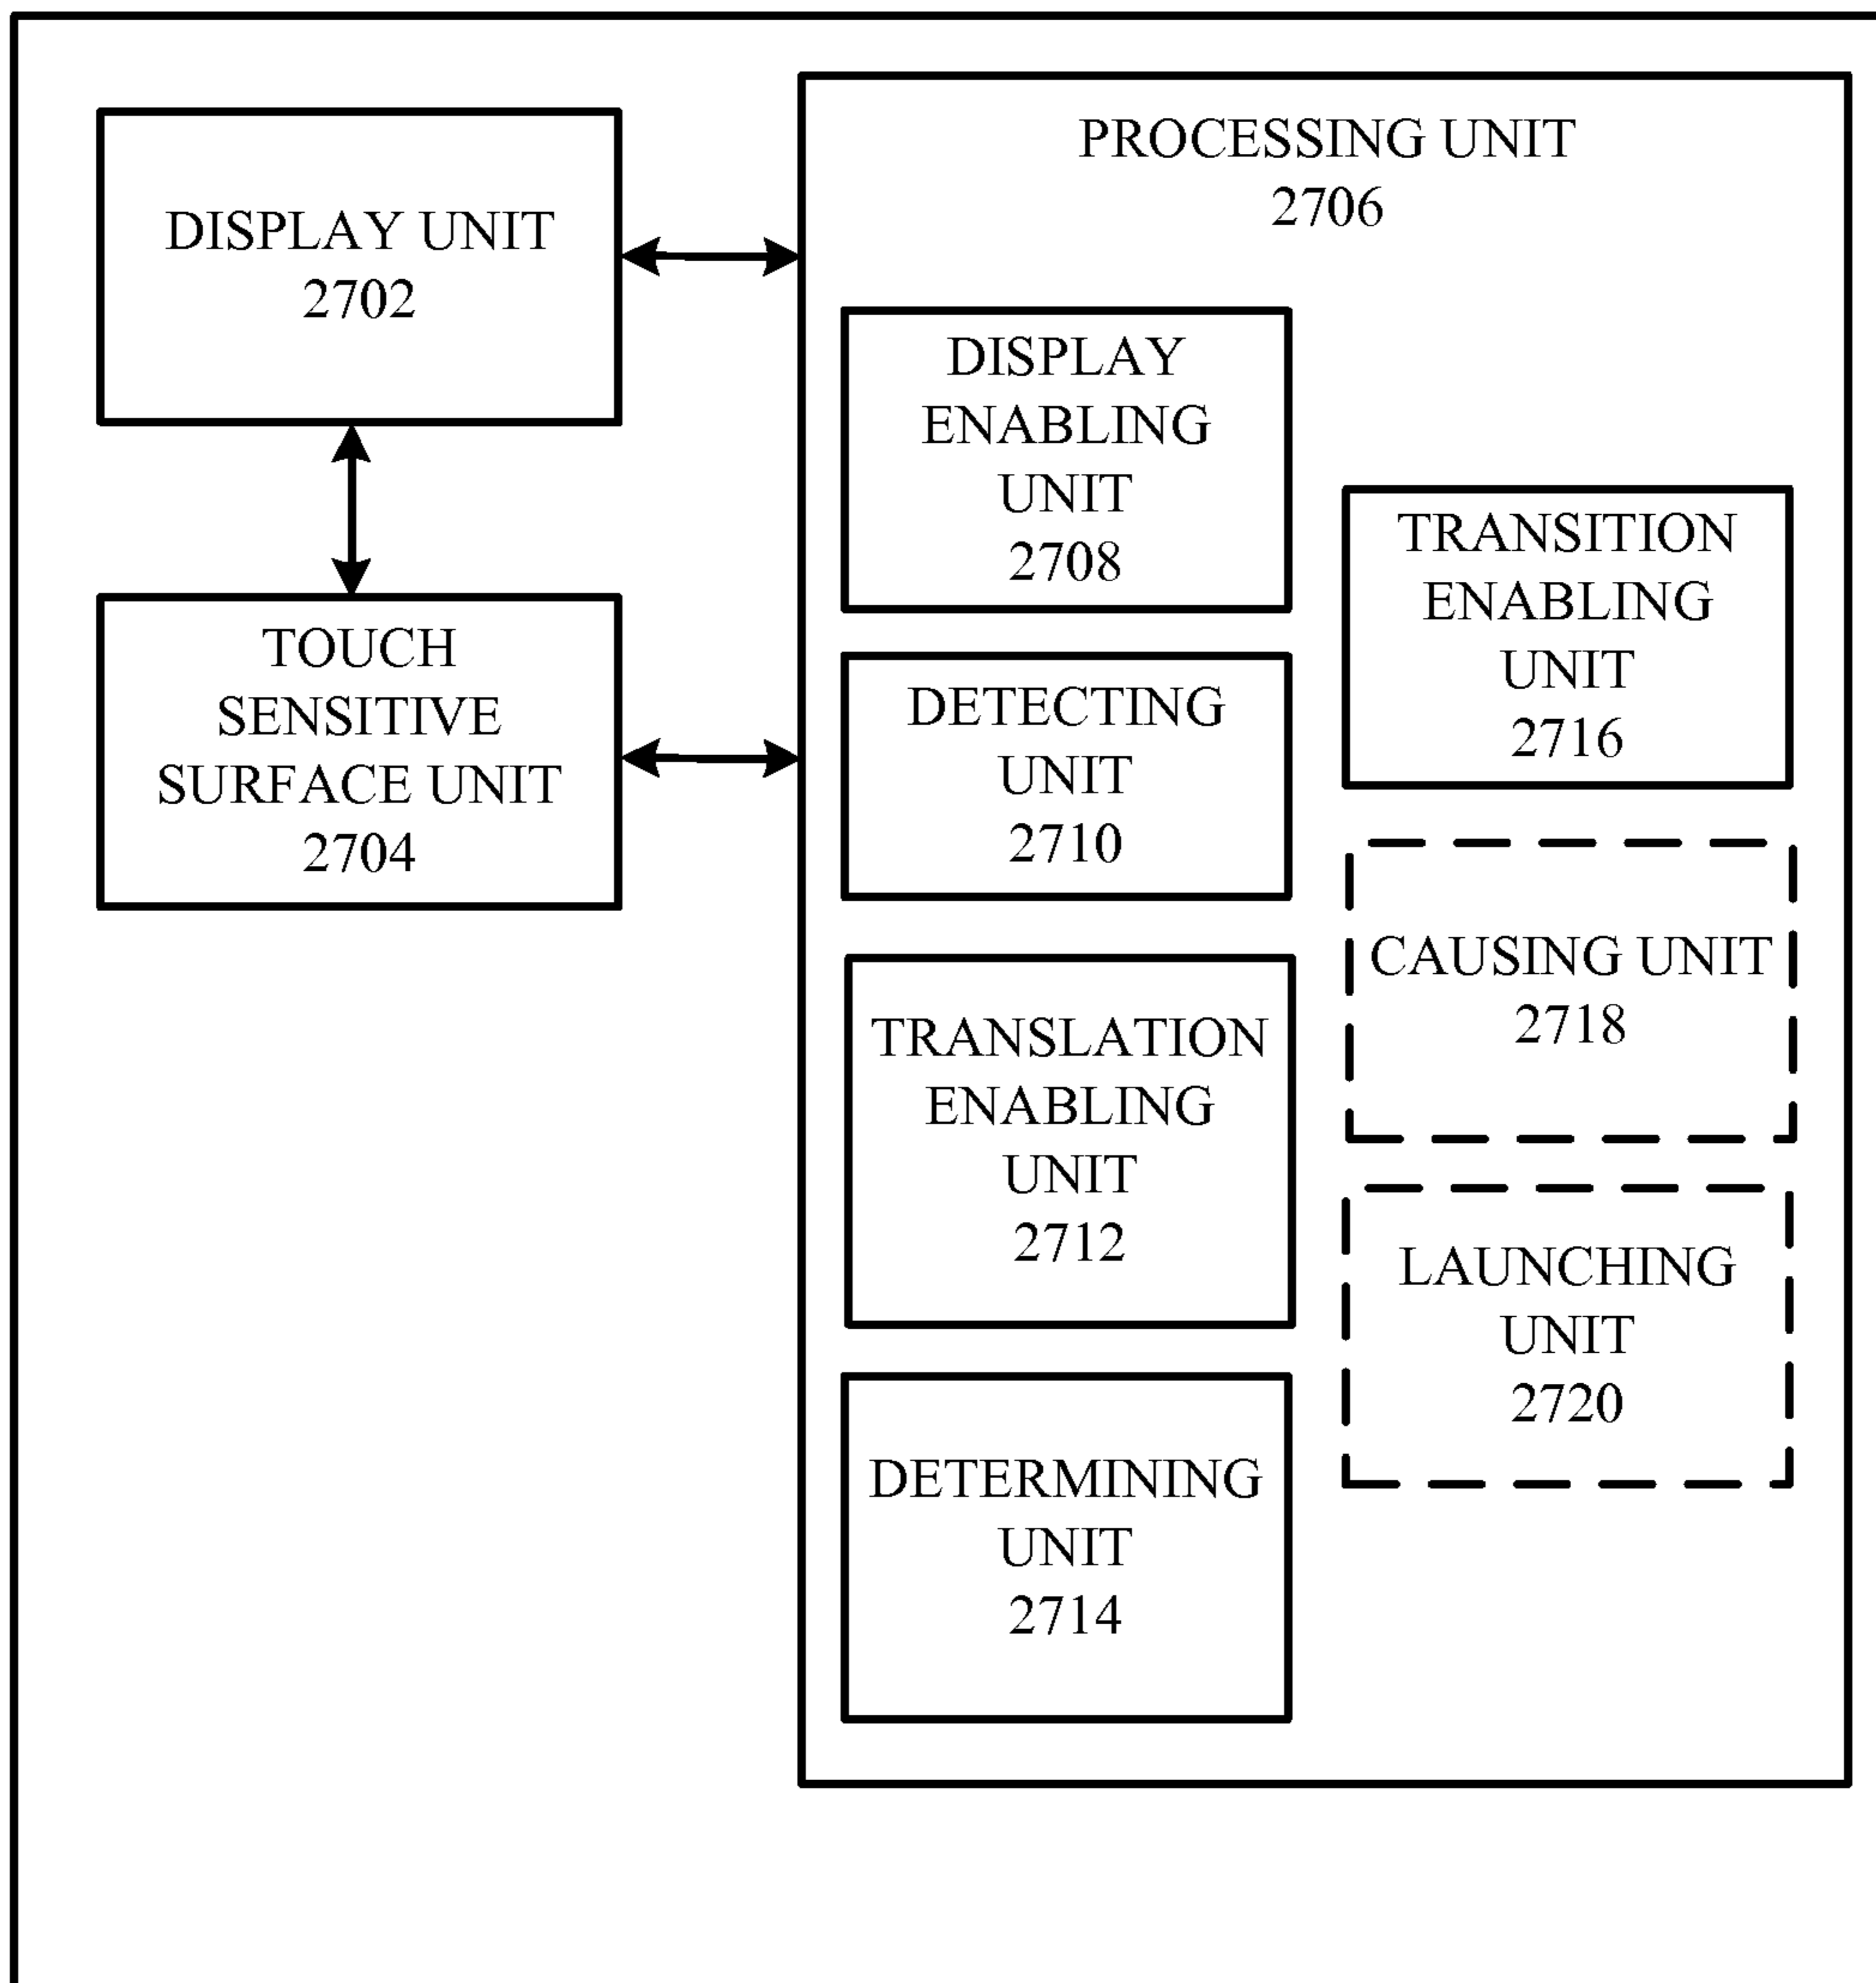 DISPLAY UNIT
2702
TOUCH
SENSITIVE
SURFACE UNIT
2704
PROCESSING UNIT
2706
DISPLAY
ENABLING
UNIT
2708
DETECTING
UNIT
2710
TRANSLATION
ENABLING
UNIT
2712
DETERMINING
UNIT
2714
TRANSITION
ENABLING
UNIT
2716
CAUSING UNIT
2718
LAUNCHING
UNIT
2720